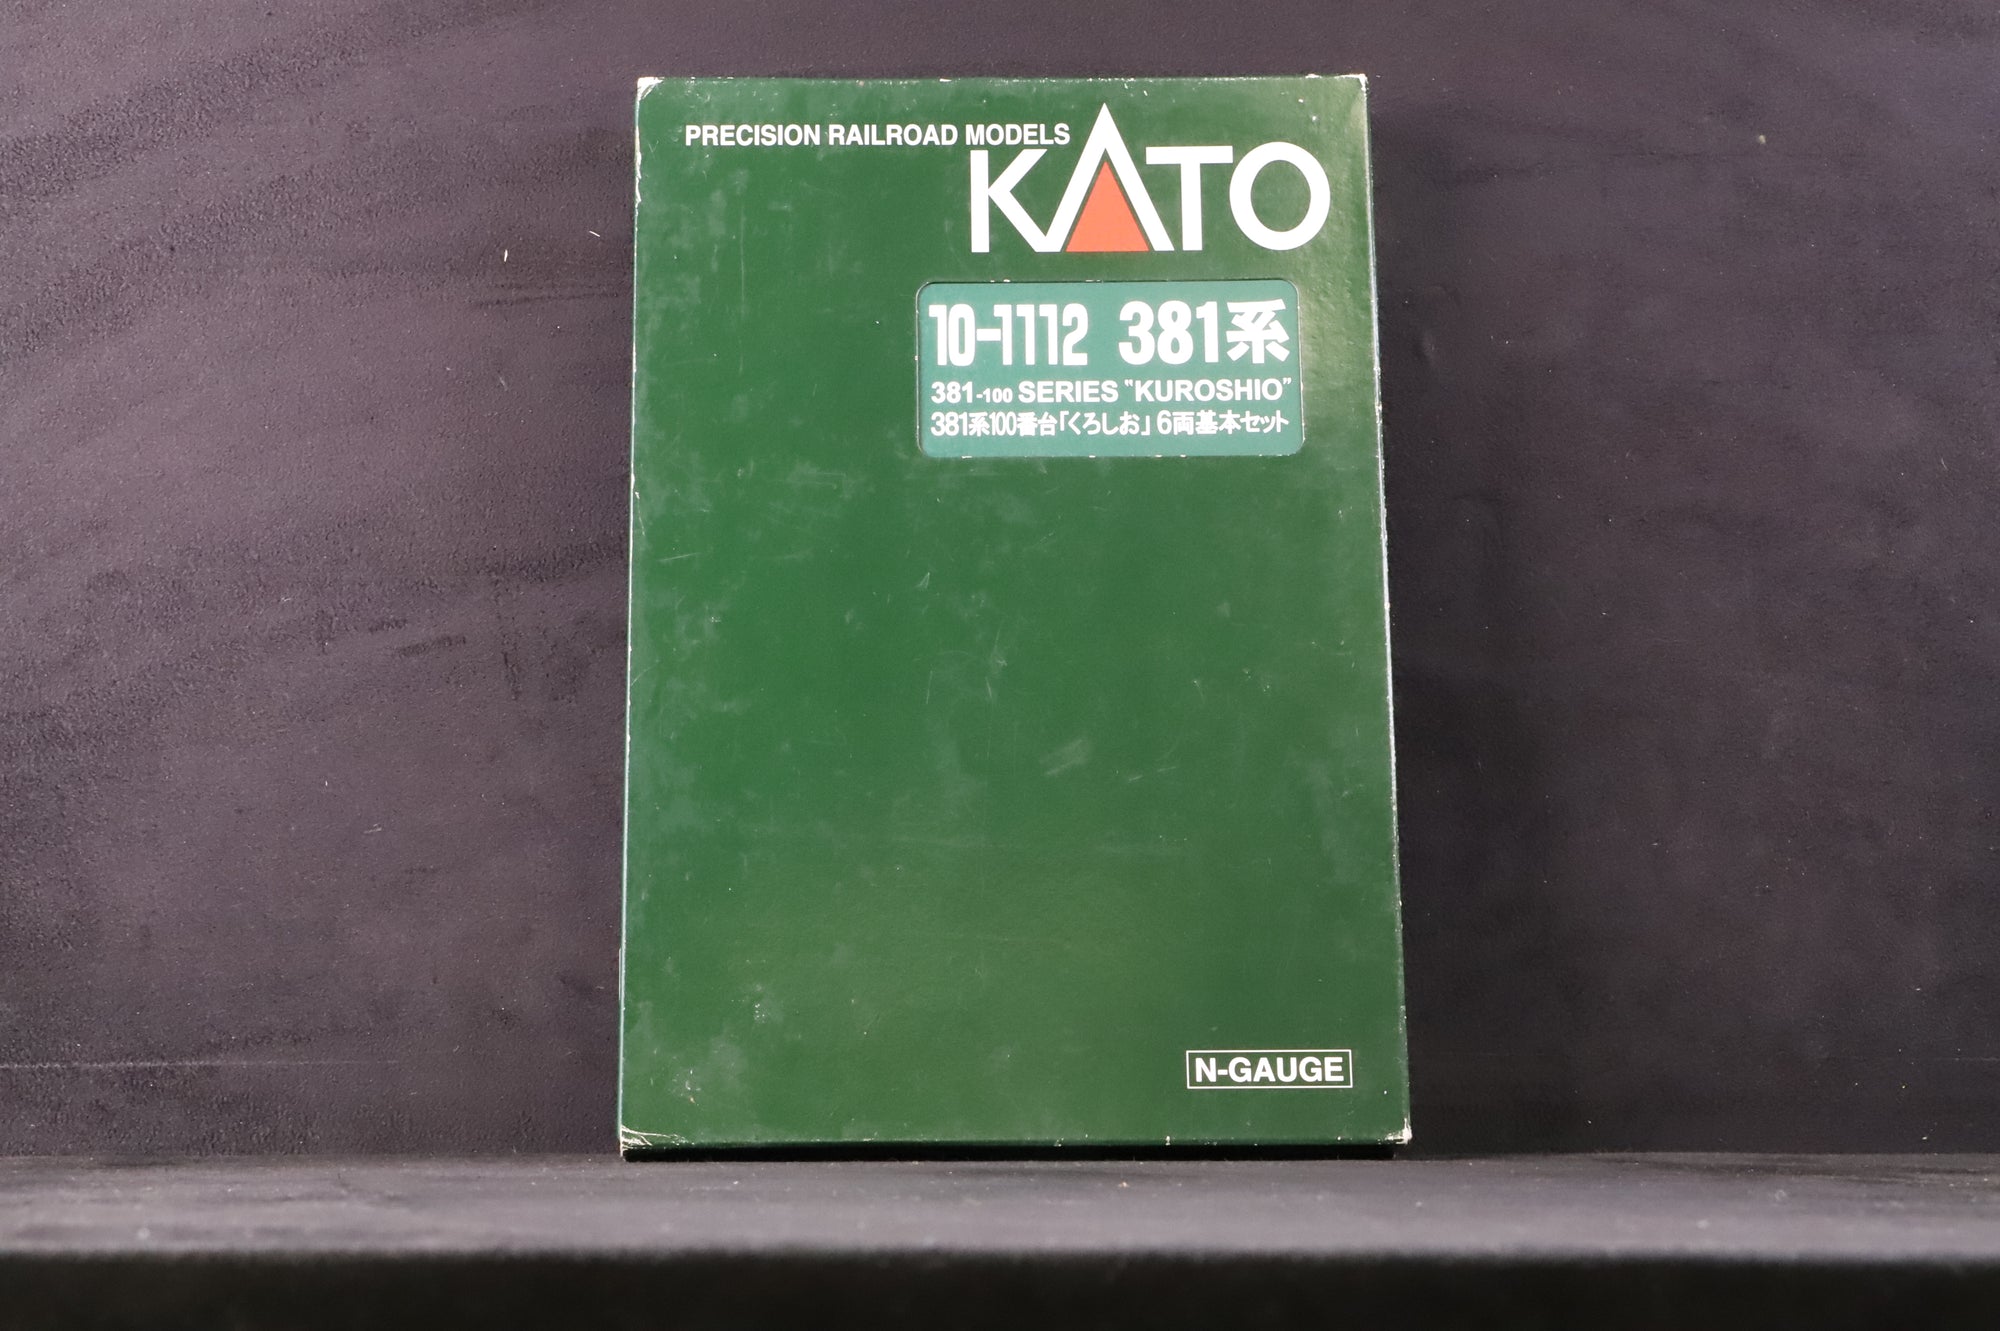 PRECISION RAILROAD MODELS
KATO
10-1112 381系
381-100 SERIES "KUROSHIO"
381系100番台「くろしお」6両基本セット
N-GAUGE